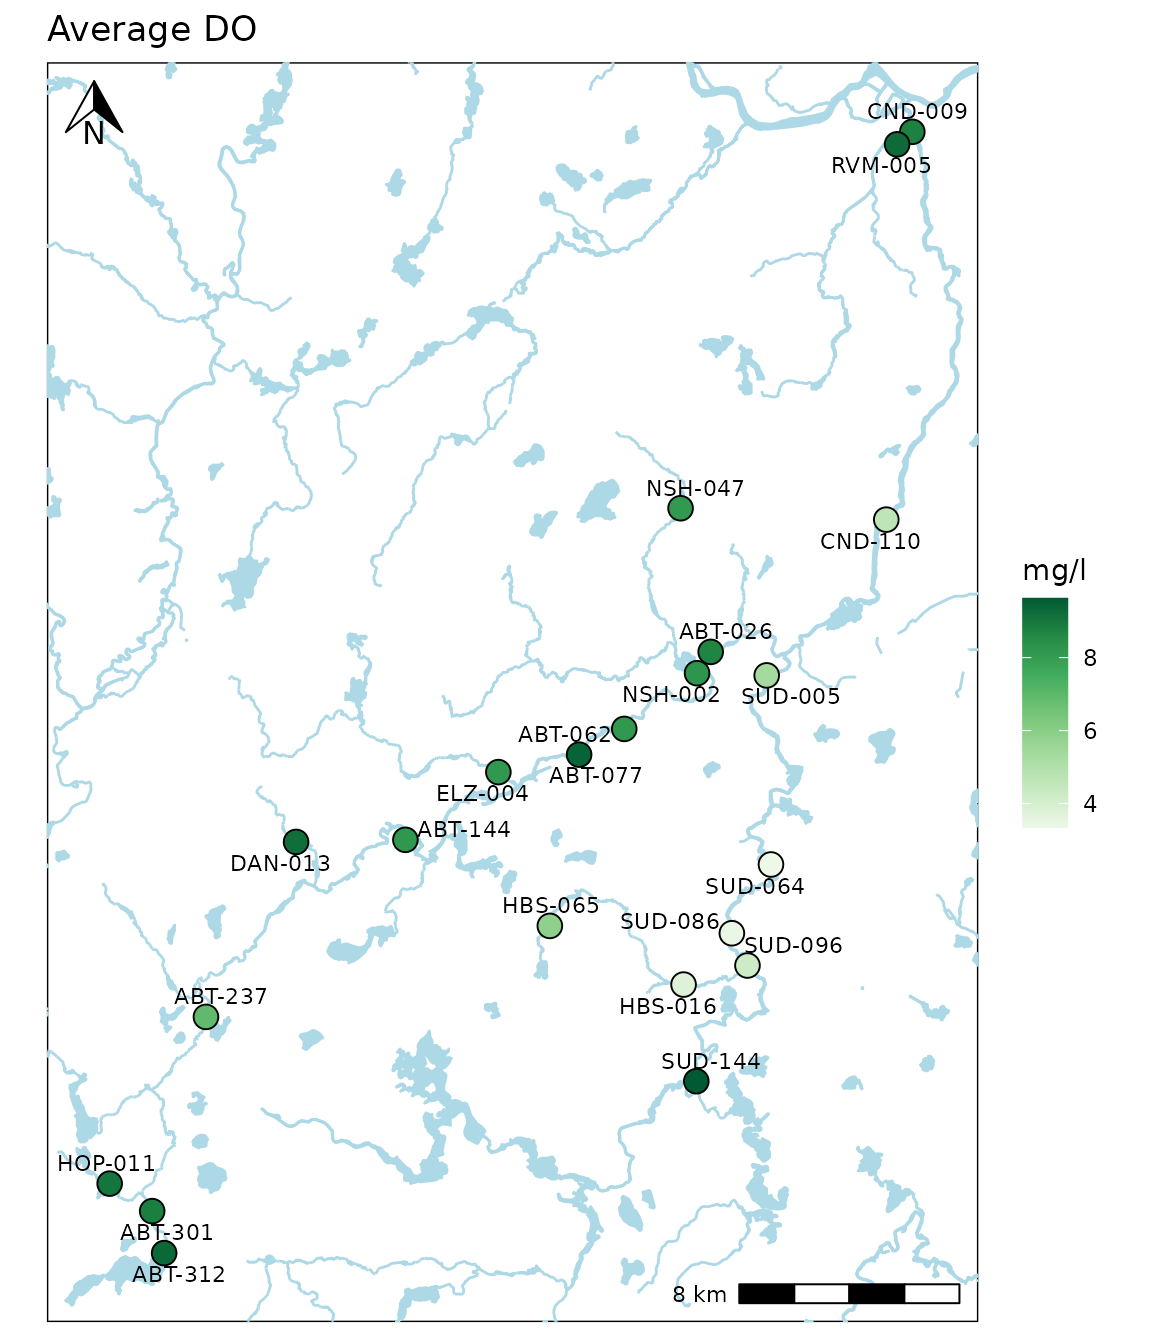 Average DO
N
CND-009
RVM-005
NSH-047
CND-110
mg/l
8
6
4
ABT-026
NSH-002
SUD-005
ABT-062
ABT-077
ELZ-004
ABT-144
DAN-013
SUD-064
HBS-065
SUD-086
SUD-096
ABT-237
HBS-016
SUD-144
HOP-011
ABT-301
ABT-312
8 km